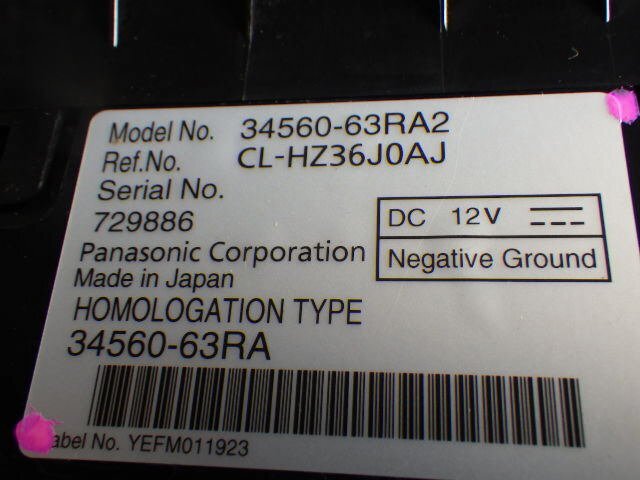 Model No. 34560-63RA2
Ref.No. CL-HZ36J0AJ
Serial No.
729886
DC 12V
Panasonic Corporation
Negative Ground
Made in Japan
HOMOLOGATION TYPE
34560-63RA
No. YEFM011923